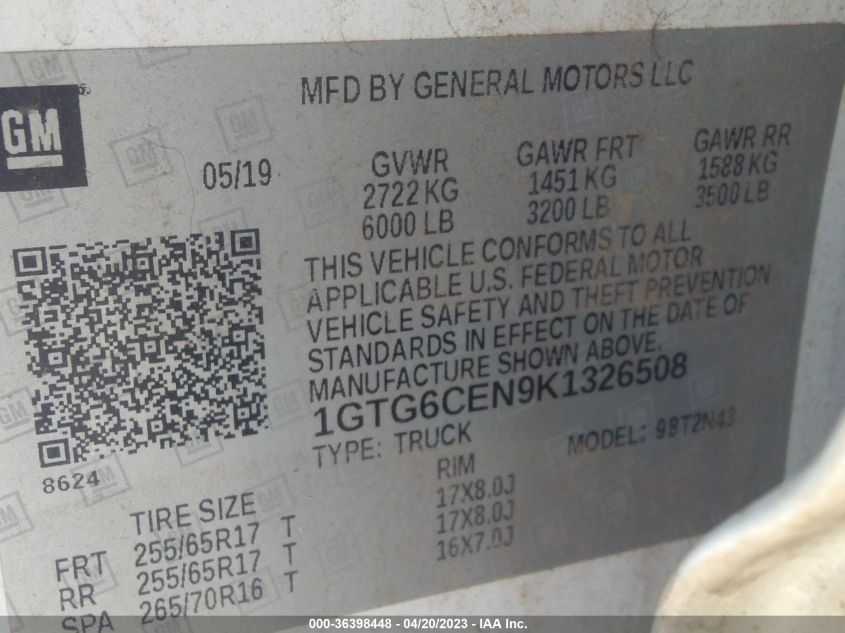 GM
MFD BY GENERAL MOTORS LLC
05/19
GVWR GAWR FRT GAWR RR
2722 KG 1451 KG 1588 KG
6000 LB 3200 LB 3500 LB
THIS VEHICLE CONFORMS TO ALL
APPLICABLE U.S. FEDERAL MOTOR
VEHICLE SAFETY AND THEFT PREVENTION
STANDARDS IN EFFECT ON THE DATE OF
MANUFACTURE SHOWN ABOVE.
1GTG6CEN9K1326508
TYPE: TRUCK MODEL: 98T2N43
8624
TIRE SIZE RIM
FRT 255/65R17 T 17X8.0J
RR 255/65R17 T 17X8.0J
SPA 265/70R16 T 16X7.0J
000-36398448 - 04/20/2023 - IAA, Inc.